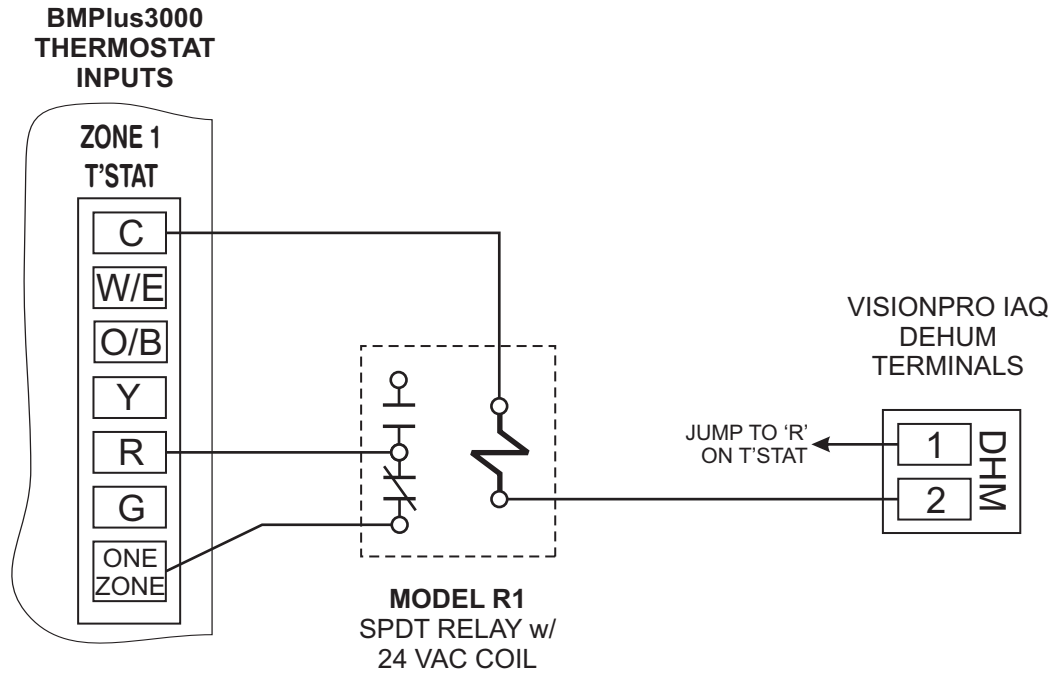 BMPlus3000
THERMOSTAT
INPUTS
ZONE 1
T'STAT
C
W/E
O/B
Y
R
G
ONE
ZONE
MODEL R1
SPDT RELAY w/
24 VAC COIL
JUMP TO ‘R’
ON T'STAT
VISIONPRO IAQ
DEHUM
TERMINALS
1
2
DHM